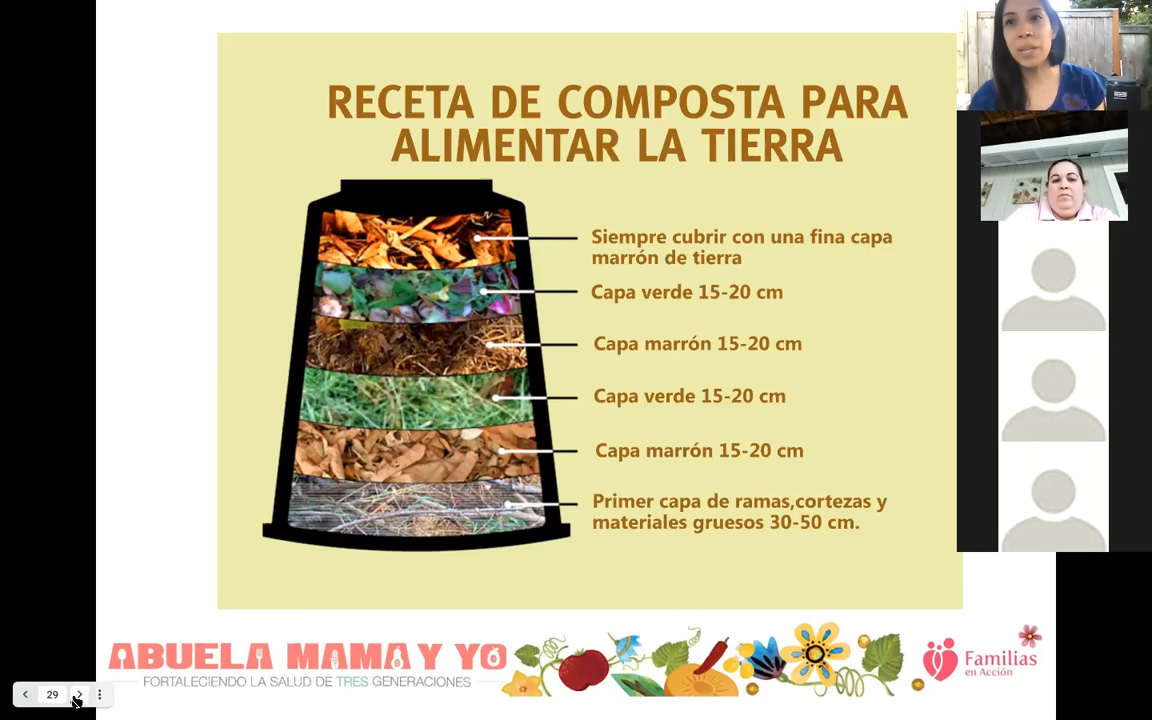 RECETA DE COMPOSTA PARA
ALIMENTAR LA TIERRA
Siempre cubrir con una fina capa
marrón de tierra
Capa verde 15-20 cm
Capa marrón 15-20 cm
Capa verde 15-20 cm
Capa marrón 15-20 cm
Primer capa de ramas,cortezas y
materiales gruesos 30-50 cm.
ABUELA MAMA Y YO
FORTALECIENDO LA SALUD DE TRES GENERACIONES
Familias
en Acción
29